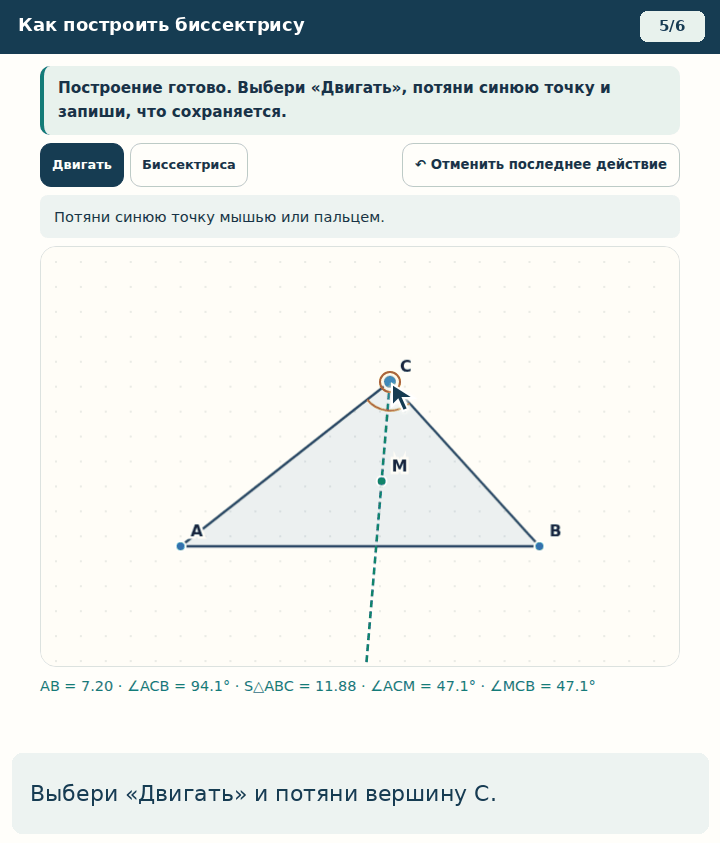 Как построить биссектрису
5/6
Построение готово. Выбери «Двигать», потяни синюю точку и
запиши, что сохраняется.
Двигать
Биссектриса
↶ Отменить последнее действие
Потяни синюю точку мышью или пальцем.
C
M
A
B
AB = 7.20 · ∠ACB = 94.1° · S△ABC = 11.88 · ∠ACM = 47.1° · ∠MCB = 47.1°
Выбери «Двигать» и потяни вершину C.